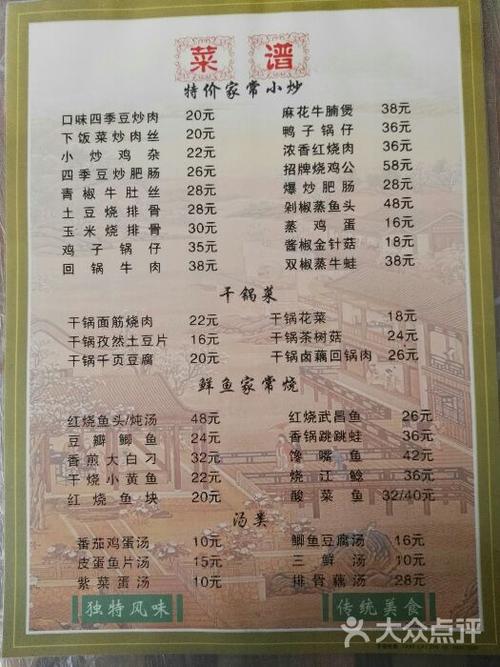 菜谱
特价家常小炒
口味四季豆炒肉 20元
下饭菜炒肉丝 20元
小炒鸡杂 22元
四季豆炒肥肠 26元
青椒牛肚丝 28元
土豆烧排骨 28元
玉米烧排骨 30元
鸡子锅仔 35元
回锅牛肉 38元
麻花牛腩煲 38元
鸭子锅仔 38元
浓香红烧肉 36元
招牌烧鸡公 58元
爆炒肥肠 28元
剁椒蒸鱼头 48元
蒸鸡蛋 16元
酱椒金针菇 18元
双椒蒸牛蛙 38元
干锅菜
干锅面筋烧肉 22元
干锅孜然土豆片 16元
干锅千页豆腐 20元
干锅花菜 18元
干锅茶树菇 24元
干锅卤藕回锅肉 26元
鲜鱼家常烧
红烧鱼头/炖汤 48元
豆瓣鲫鱼 24元
香煎大白刁 32元
干烧小黄鱼 22元
红烧鱼块 20元
红烧武昌鱼 26元
香锅跳跳蛙 36元
馋嘴鱼 42元
烧江鲶 36元
酸菜鱼 32/40元
汤类
番茄鸡蛋汤 10元
皮蛋鱼片汤 15元
紫菜蛋汤 10元
鲫鱼豆腐汤 16元
三鲜汤 10元
排骨藕汤 28元
独特风味
传统美食
大众点评